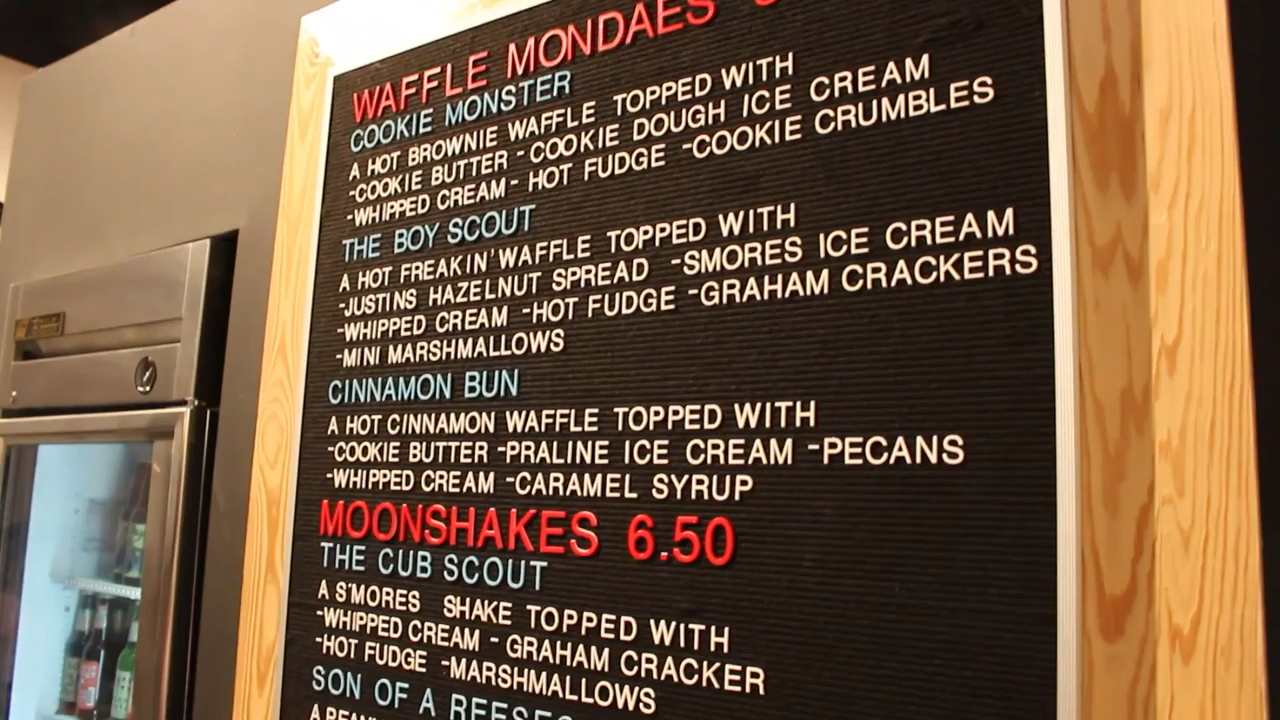 WAFFLE MONDAES
COOKIE MONSTER
A HOT BROWNIE WAFFLE TOPPED WITH
-COOKIE BUTTER -COOKIE DOUGH ICE CREAM
-WHIPPED CREAM- HOT FUDGE -COOKIE CRUMBLES
THE BOY SCOUT
A HOT FREAKIN' WAFFLE TOPPED WITH
-JUSTINS HAZELNUT SPREAD -SMORES ICE CREAM
-WHIPPED CREAM -HOT FUDGE -GRAHAM CRACKERS
-MINI MARSHMALLOWS
CINNAMON BUN
A HOT CINNAMON WAFFLE TOPPED WITH
-COOKIE BUTTER -PRALINE ICE CREAM -PECANS
-WHIPPED CREAM -CARAMEL SYRUP
MOONSHAKES 6.50
THE CUB SCOUT
A S'MORES SHAKE TOPPED WITH
-WHIPPED CREAM - GRAHAM CRACKER
-HOT FUDGE -MARSHMALLOWS
SON OF A REESES
A